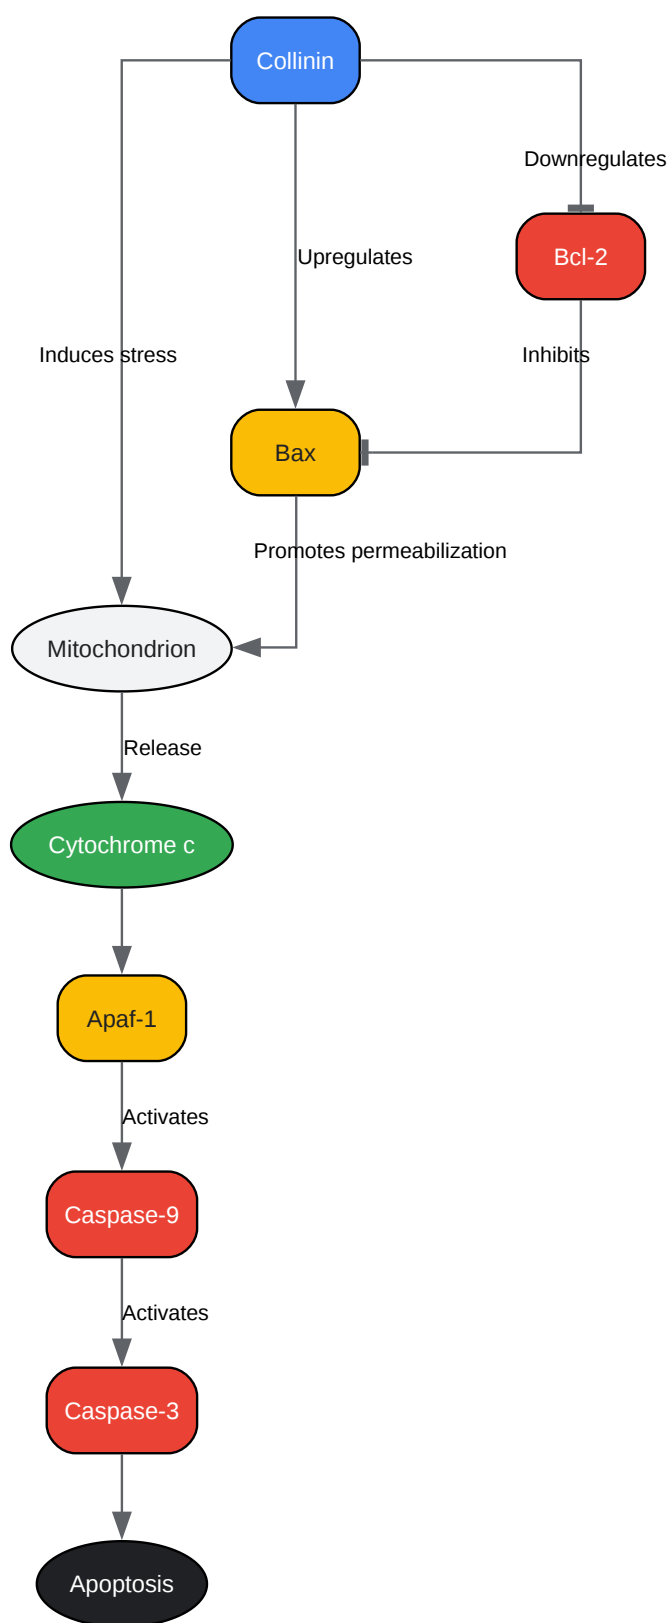 Collinin
Downregulates
Upregulates
Bcl-2
Induces stress
Inhibits
Bax
Promotes permeabilization
Mitochondrion
Release
Cytochrome c
Apaf-1
Activates
Caspase-9
Activates
Caspase-3
Apoptosis